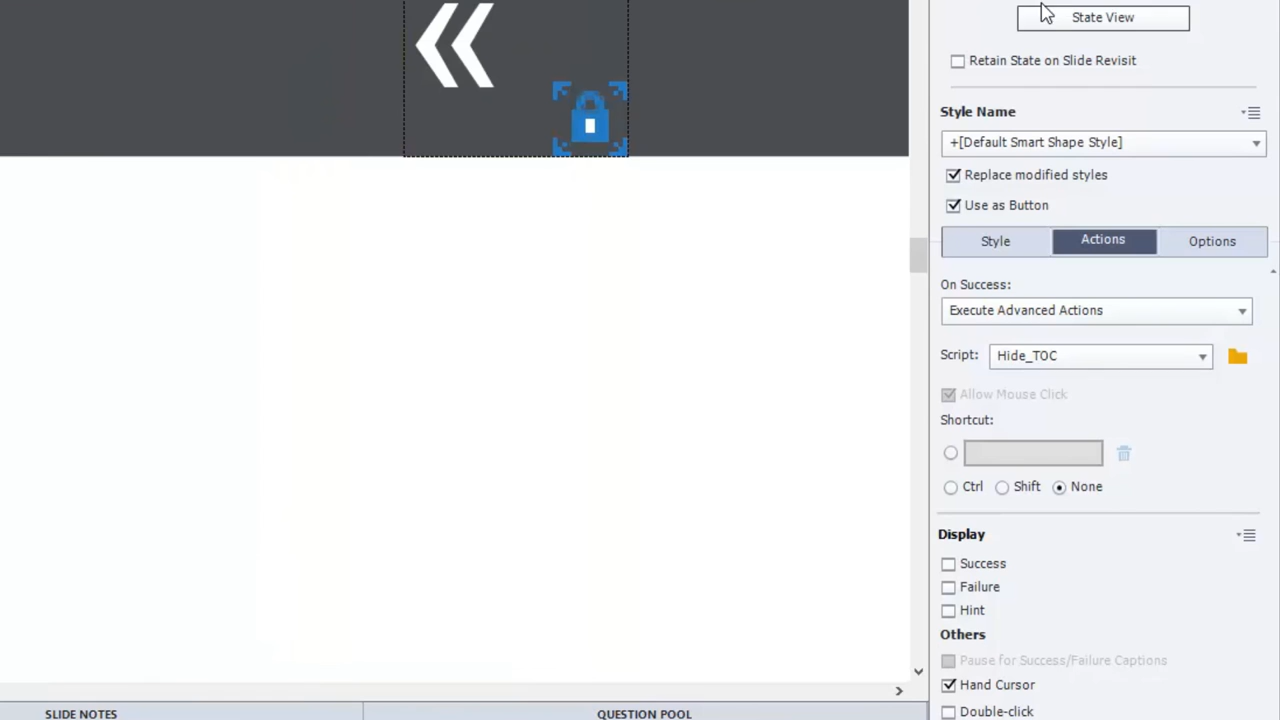 State View
Retain State on Slide Revisit
Style Name
+[Default Smart Shape Style]
Replace modified styles
Use as Button
Style Actions Options
On Success:
Execute Advanced Actions
Script: Hide_TOC
Allow Mouse Click
Shortcut:
Ctrl Shift None
Display
Success
Failure
Hint
Others
Pause for Success/Failure Captions
Hand Cursor
Double-click
SLIDE NOTES QUESTION POOL